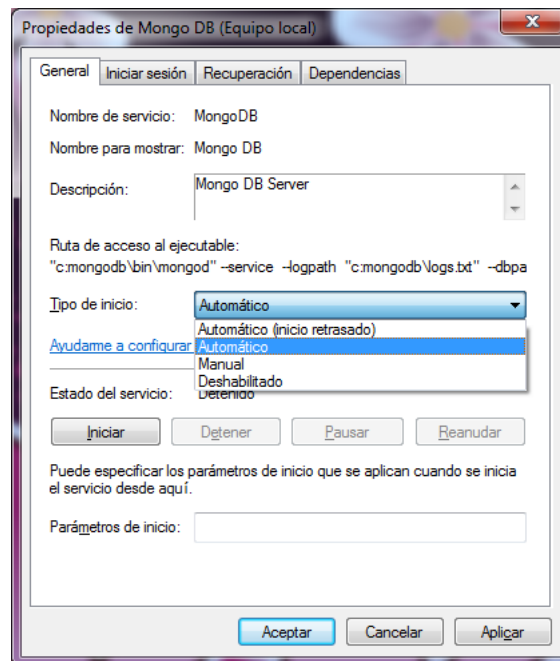 Propiedades de Mongo DB (Equipo local)
General Iniciar sesión Recuperación Dependencias
Nombre de servicio: MongoDB
Nombre para mostrar: Mongo DB
Descripción: Mongo DB Server
Ruta de acceso al ejecutable:
"c:mongodb\bin\mongod" --service --logpath "c:mongodb\logs.txt" --dbpa
Tipo de inicio: Automático
Automático (inicio retrasado)
Ayudarme a configurar Automático
Manual
Deshabilitado
Estado del servicio: Detenido
Iniciar Detener Pausar Reanudar
Puede especificar los parámetros de inicio que se aplican cuando se inicia
el servicio desde aquí.
Parámetros de inicio:
Aceptar Cancelar Aplicar